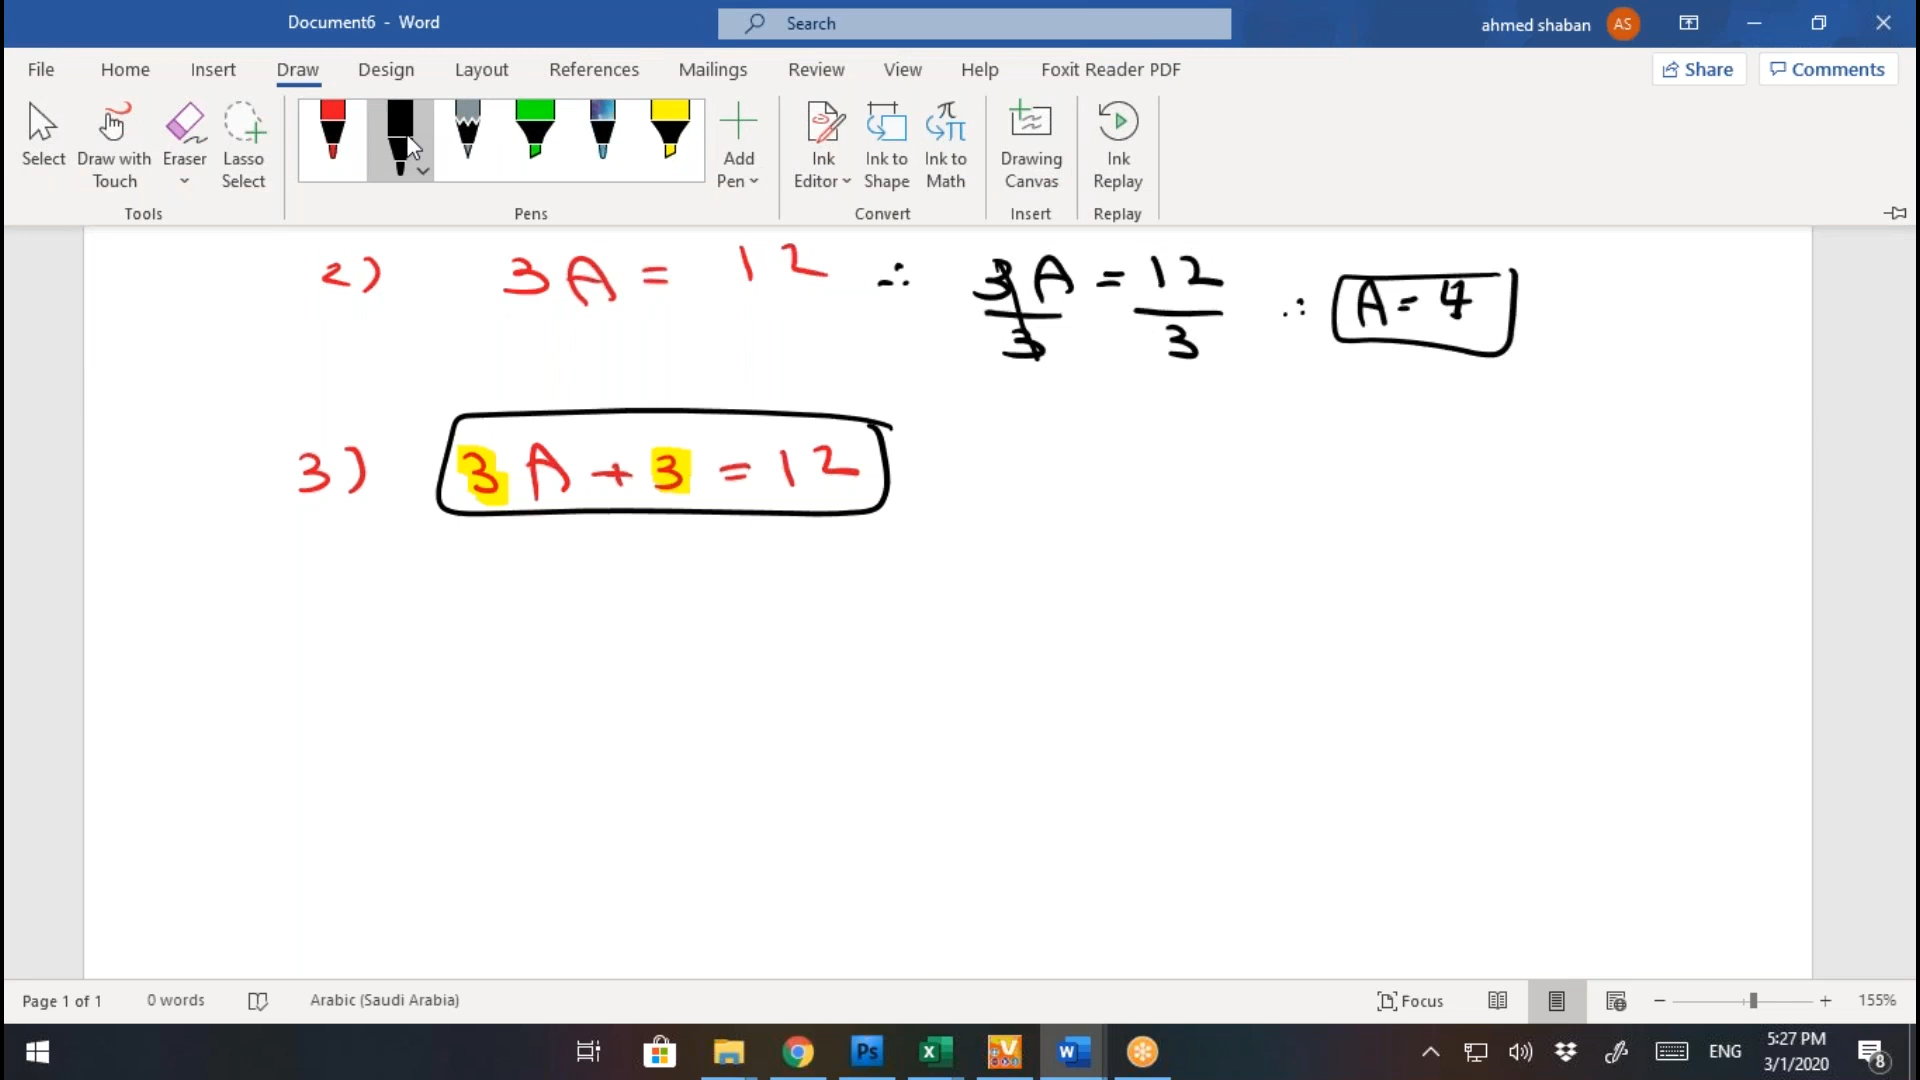 Document6 - Word
Search
ahmed shaban
AS
File Home Insert Draw Design Layout References Mailings Review View Help Foxit Reader PDF
Share
Comments
Select
Draw with Touch
Eraser
Lasso Select
Add Pen
Ink Editor
Ink to Shape
Ink to Math
Drawing Canvas
Ink Replay
Tools
Pens
Convert
Insert
Replay
2) 3A = 12 ∴ 3A/3 = 12/3 ∴ A = 4
3) 3A + 3 = 12
Page 1 of 1
0 words
Arabic (Saudi Arabia)
Focus
155%
Ps
ENG
5:27 PM
3/1/2020
8